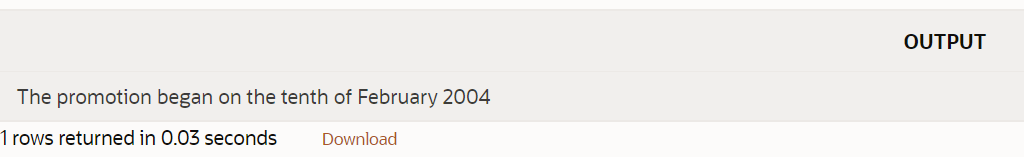 OUTPUT
The promotion began on the tenth of February 2004
1 rows returned in 0.03 seconds Download